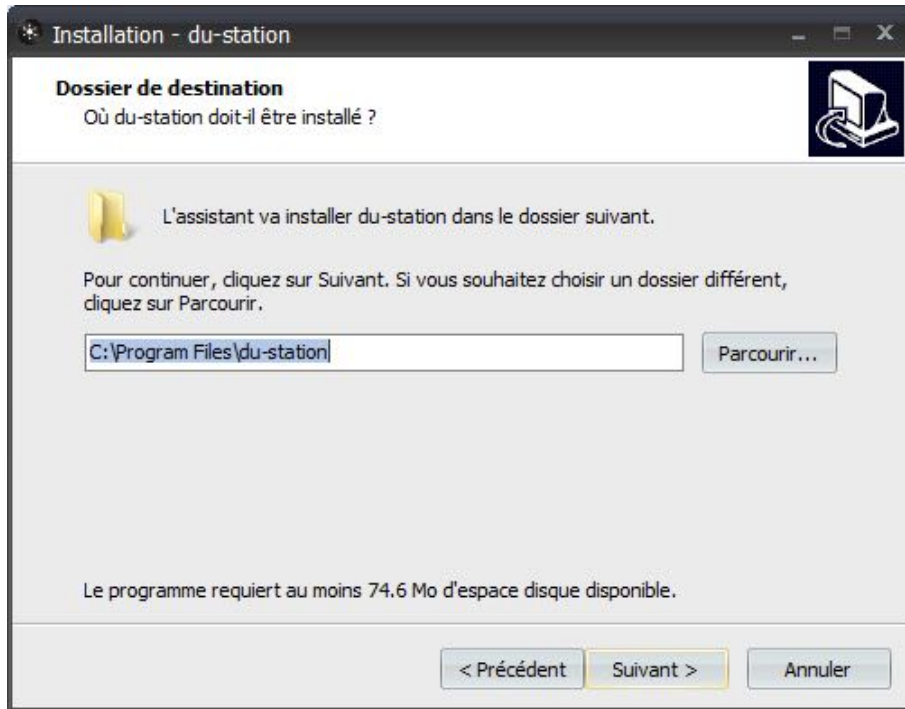 Installation - du-station
Dossier de destination
Où du-station doit-il être installé ?
L'assistant va installer du-station dans le dossier suivant.
Pour continuer, cliquez sur Suivant. Si vous souhaitez choisir un dossier différent,
cliquez sur Parcourir.
C:\Program Files\du-station
Parcourir...
Le programme requiert au moins 74.6 Mo d'espace disque disponible.
< Précédent
Suivant >
Annuler